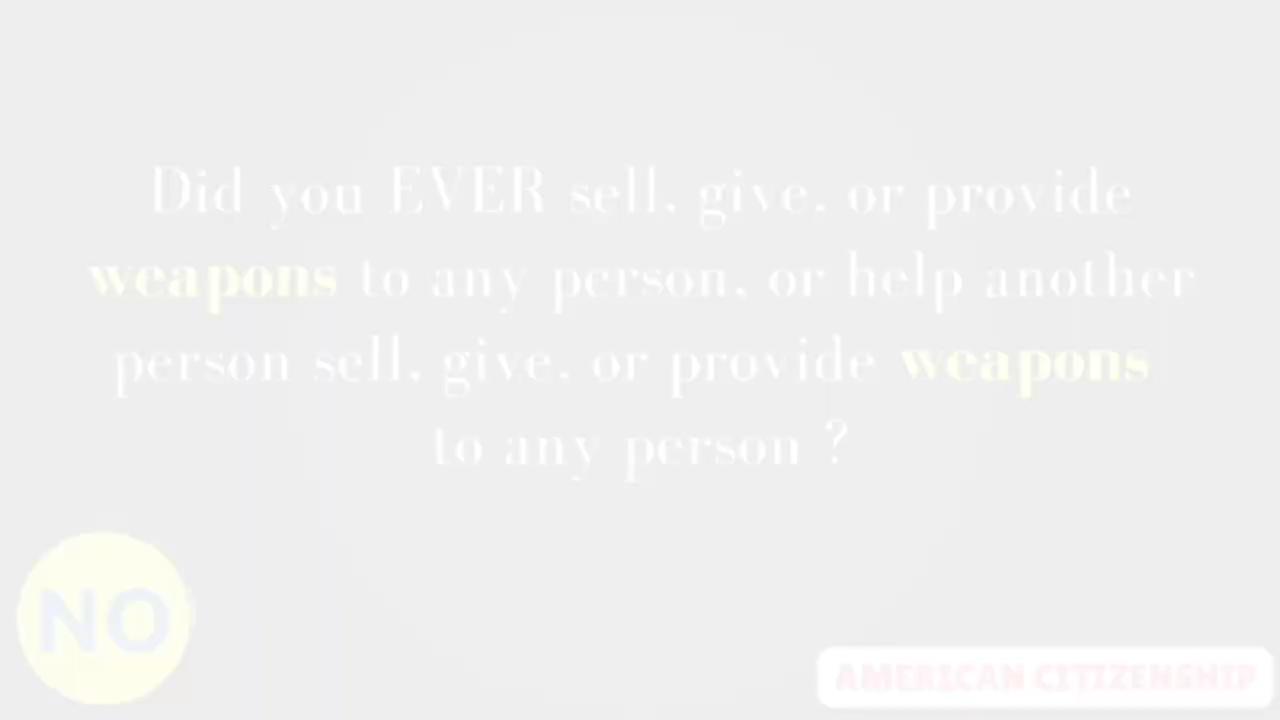 Did you EVER sell, give, or provide
weapons to any person, or help another
person sell, give, or provide weapons
to any person ?
NO
AMERICAN CITIZENSHIP